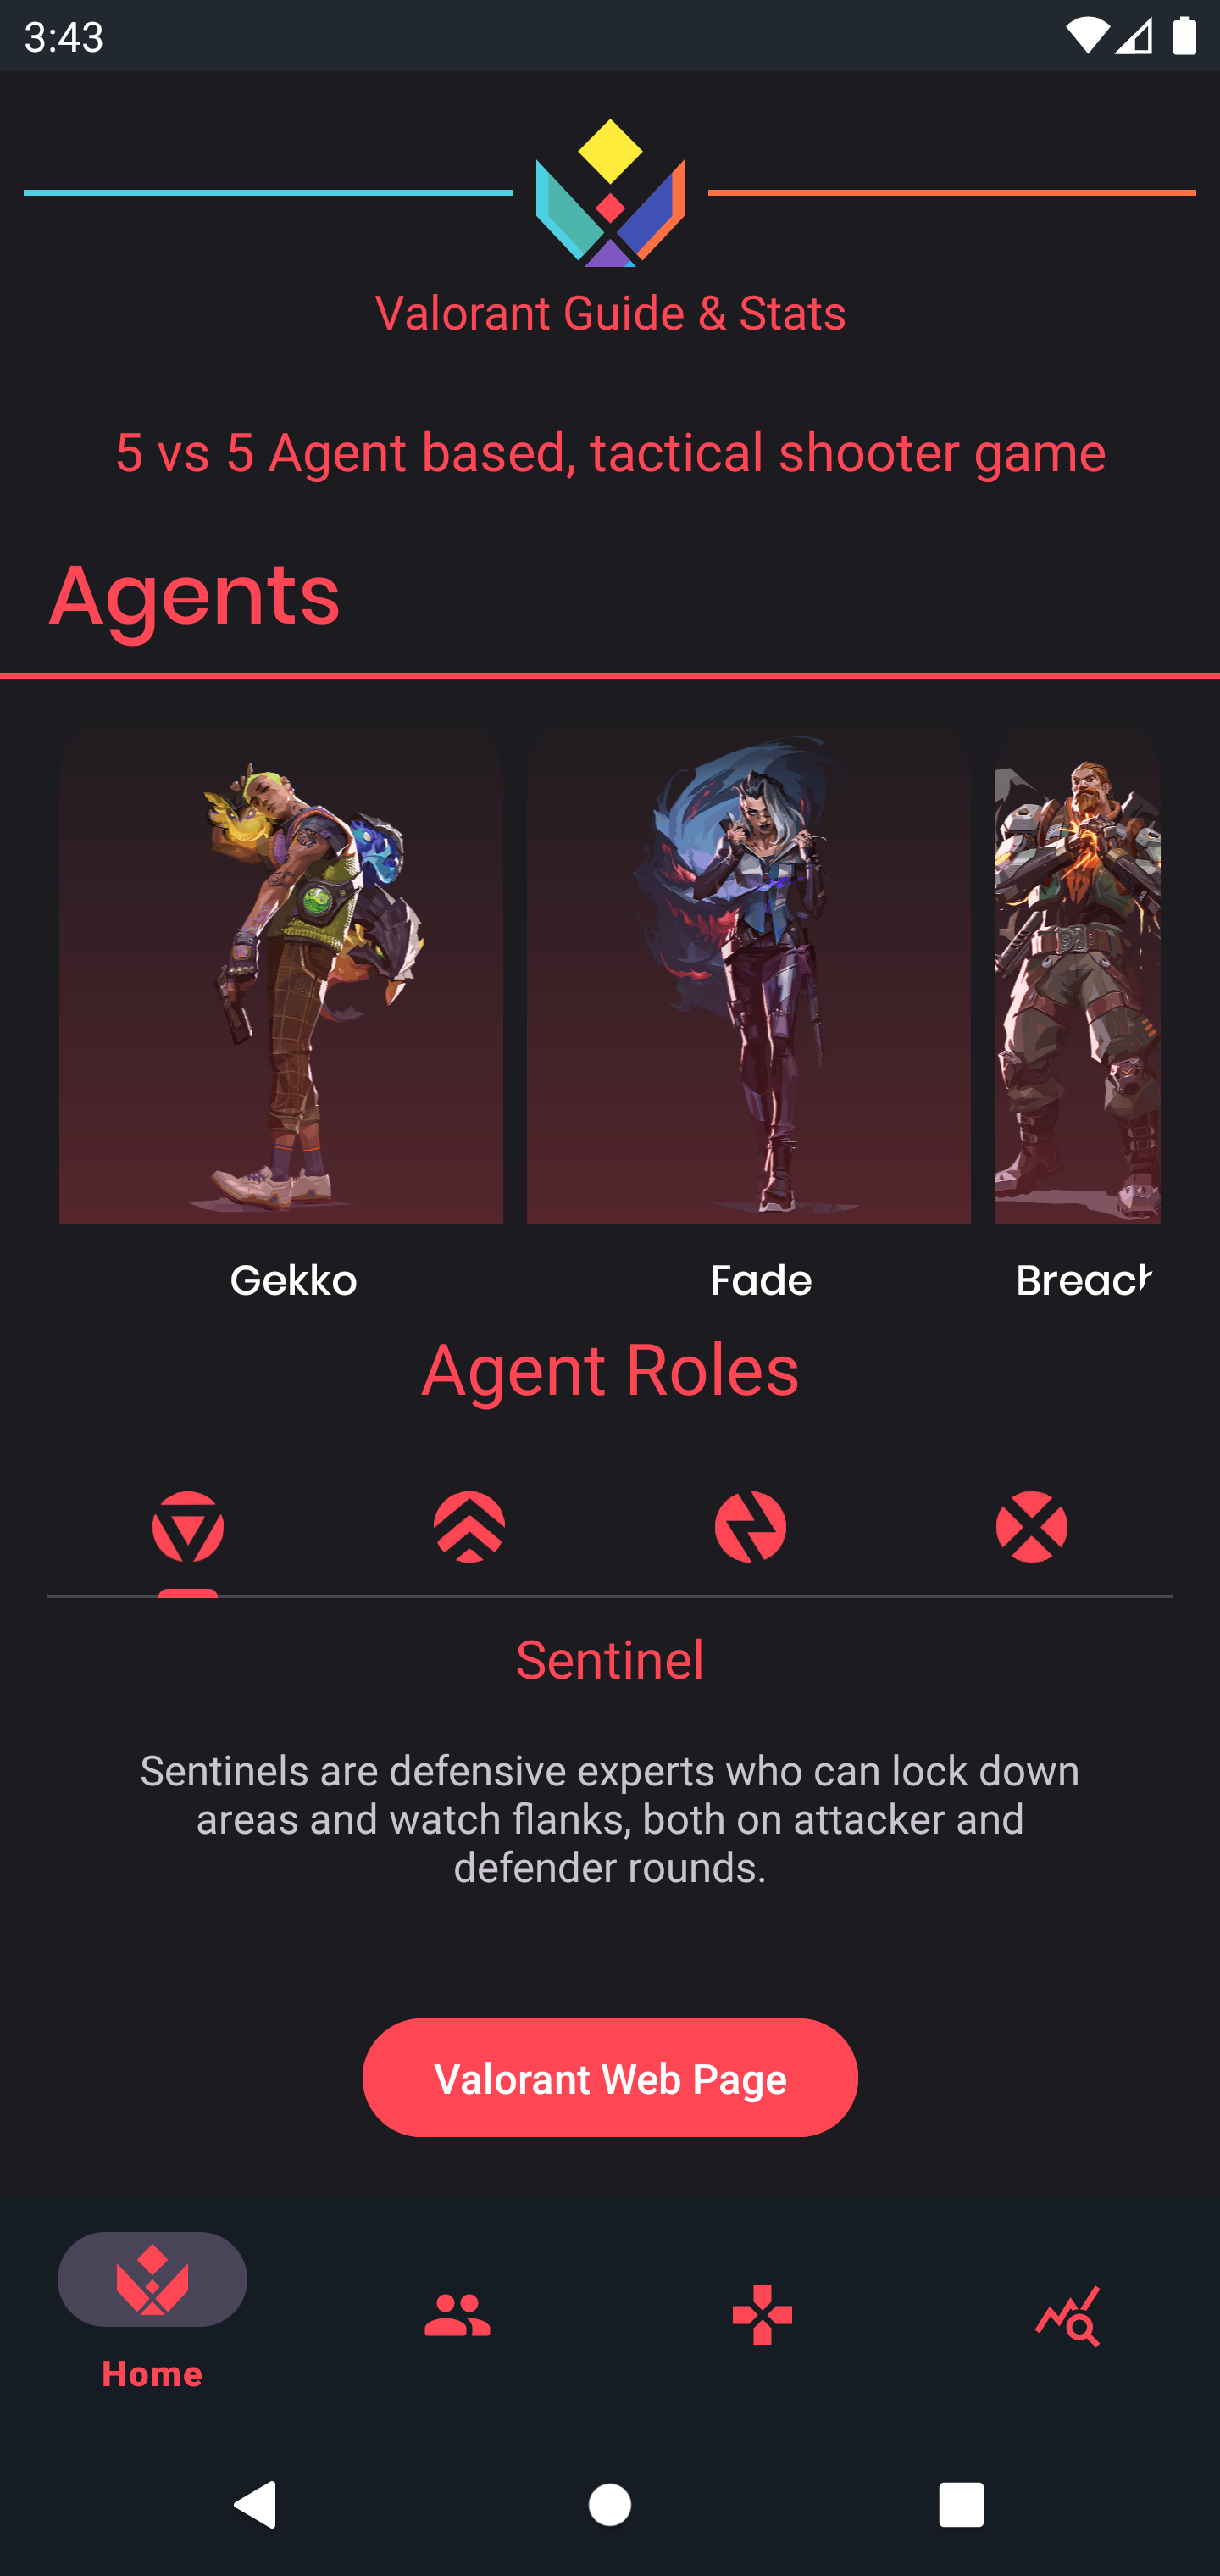 3:43
Valorant Guide & Stats
5 vs 5 Agent based, tactical shooter game
Agents
Gekko
Fade
Breach
Agent Roles
Sentinel
Sentinels are defensive experts who can lock down
areas and watch flanks, both on attacker and
defender rounds.
Valorant Web Page
Home